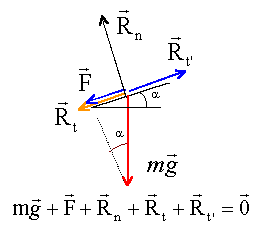 R⃗n
R⃗t'
F⃗
α
R⃗t
α
mg⃗
mg⃗ + F⃗ + R⃗n + R⃗t + R⃗t' = 0⃗